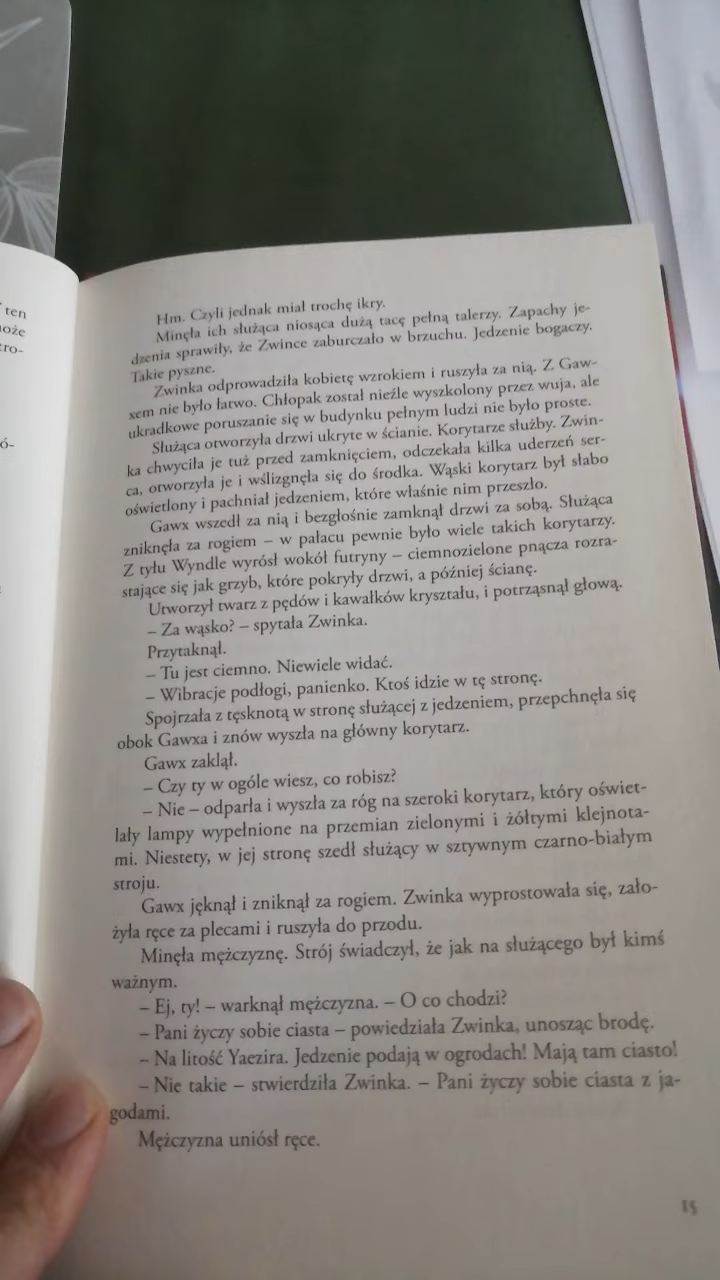 ten
oże
ro-
ó-
Hm. Czyli jednak miał trochę ikry.
Minęła ich służąca niosąca dużą tacę pełną talerzy. Zapachy je-
dzenia sprawiły, że Zwince zaburczało w brzuchu. Jedzenie bogaczy.
Takie pyszne.
Zwinka odprowadziła kobietę wzrokiem i ruszyła za nią. Z Gaw-
xem nie było łatwo. Chłopak został nieźle wyszkolony przez wuja, ale
ukradkowe poruszanie się w budynku pełnym ludzi nie było proste.
Służąca otworzyła drzwi ukryte w ścianie. Korytarze służby. Zwin-
ka chwyciła je tuż przed zamknięciem, odczekała kilka uderzeń ser-
ca, otworzyła je i wślizgnęła się do środka. Wąski korytarz był słabo
oświetlony i pachniał jedzeniem, które właśnie nim przeszło.
Gawx wszedł za nią i bezgłośnie zamknął drzwi za sobą. Służąca
zniknęła za rogiem – w pałacu pewnie było wiele takich korytarzy.
Z tyłu Wyndle wyrósł wokół futryny – ciemnozielone pnącza rozra-
stające się jak grzyb, które pokryły drzwi, a później ścianę.
Utworzył twarz z pędów i kawałków kryształu, i potrząsnął głową.
– Za wąsko? – spytała Zwinka.
Przytaknął.
– Tu jest ciemno. Niewiele widać.
– Wibracje podłogi, panienko. Ktoś idzie w tę stronę.
Spojrzała z tęsknotą w stronę służącej z jedzeniem, przepchnęła się
obok Gawxa i znów wyszła na główny korytarz.
Gawx zaklął.
– Czy ty w ogóle wiesz, co robisz?
– Nie – odparła i wyszła za róg na szeroki korytarz, który oświet-
lały lampy wypełnione na przemian zielonymi i żółtymi klejnota-
mi. Niestety, w jej stronę szedł służący w sztywnym czarno-białym
stroju.
Gawx jęknął i zniknął za rogiem. Zwinka wyprostowała się, zało-
żyła ręce za plecami i ruszyła do przodu.
Minęła mężczyznę. Strój świadczył, że jak na służącego był kimś
ważnym.
– Ej, ty! – warknął mężczyzna. – O co chodzi?
– Pani życzy sobie ciasta – powiedziała Zwinka, unosząc brodę.
– Na litość Yaezira. Jedzenie podają w ogrodach! Mają tam ciasto!
– Nie takie – stwierdziła Zwinka. – Pani życzy sobie ciasta z ja-
godami.
Mężczyzna uniósł ręce.
15